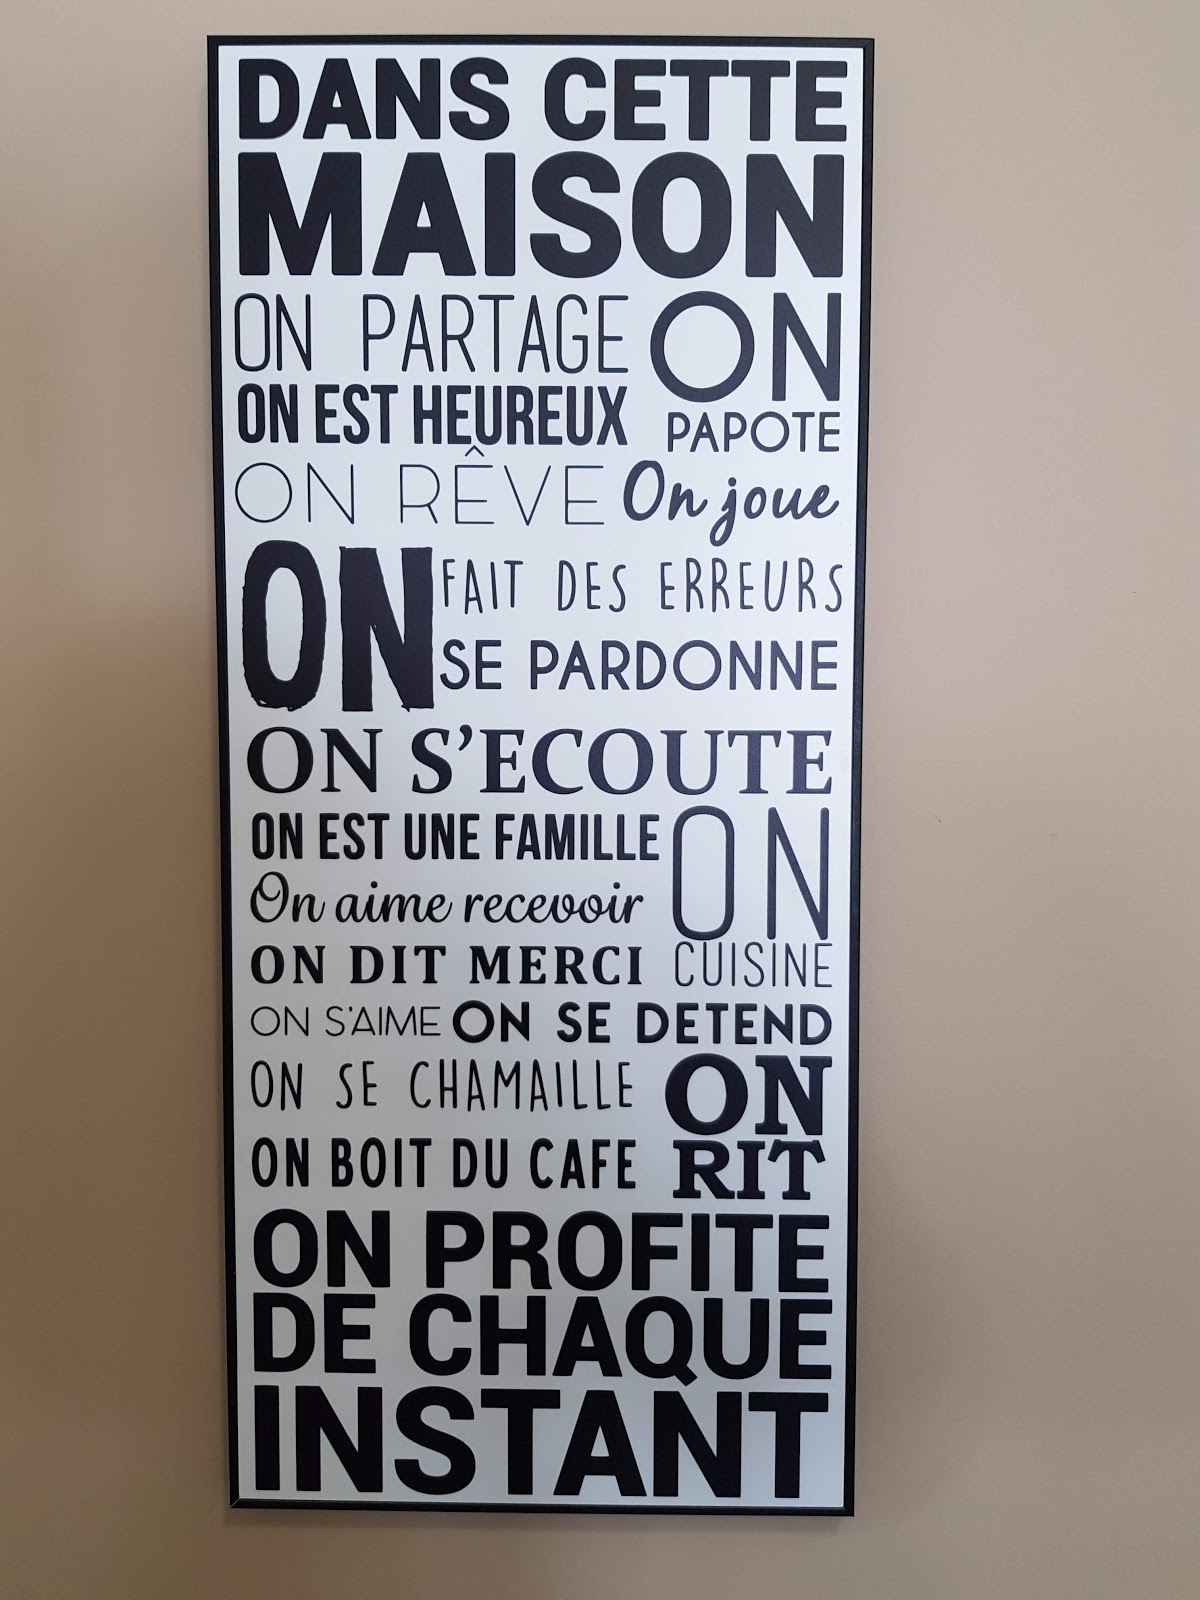 DANS CETTE
MAISON
ON PARTAGE
ON
PAPOTE
ON EST HEUREUX
ON RÊVE On joue
ON
FAIT DES ERREURS
SE PARDONNE
ON S'ECOUTE
ON EST UNE FAMILLE
On aime recevoir
ON DIT MERCI
ON
CUISINE
ON S'AIME ON SE DETEND
ON SE CHAMAILLE
ON BOIT DU CAFE
ON
RIT
ON PROFITE
DE CHAQUE
INSTANT